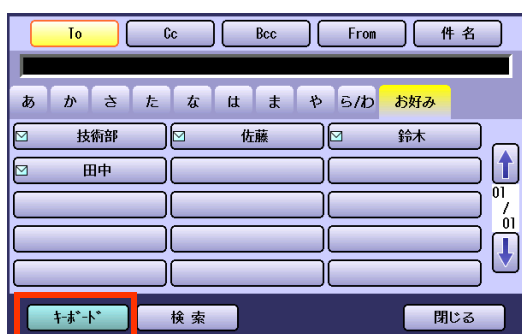 To Cc Bcc From 件 名
あ か さ た な は ま や ら/わ お好み
技術部 佐藤 鈴木
田中
01
/
01
ｷｰﾎﾞｰﾄﾞ 検 索 閉じる